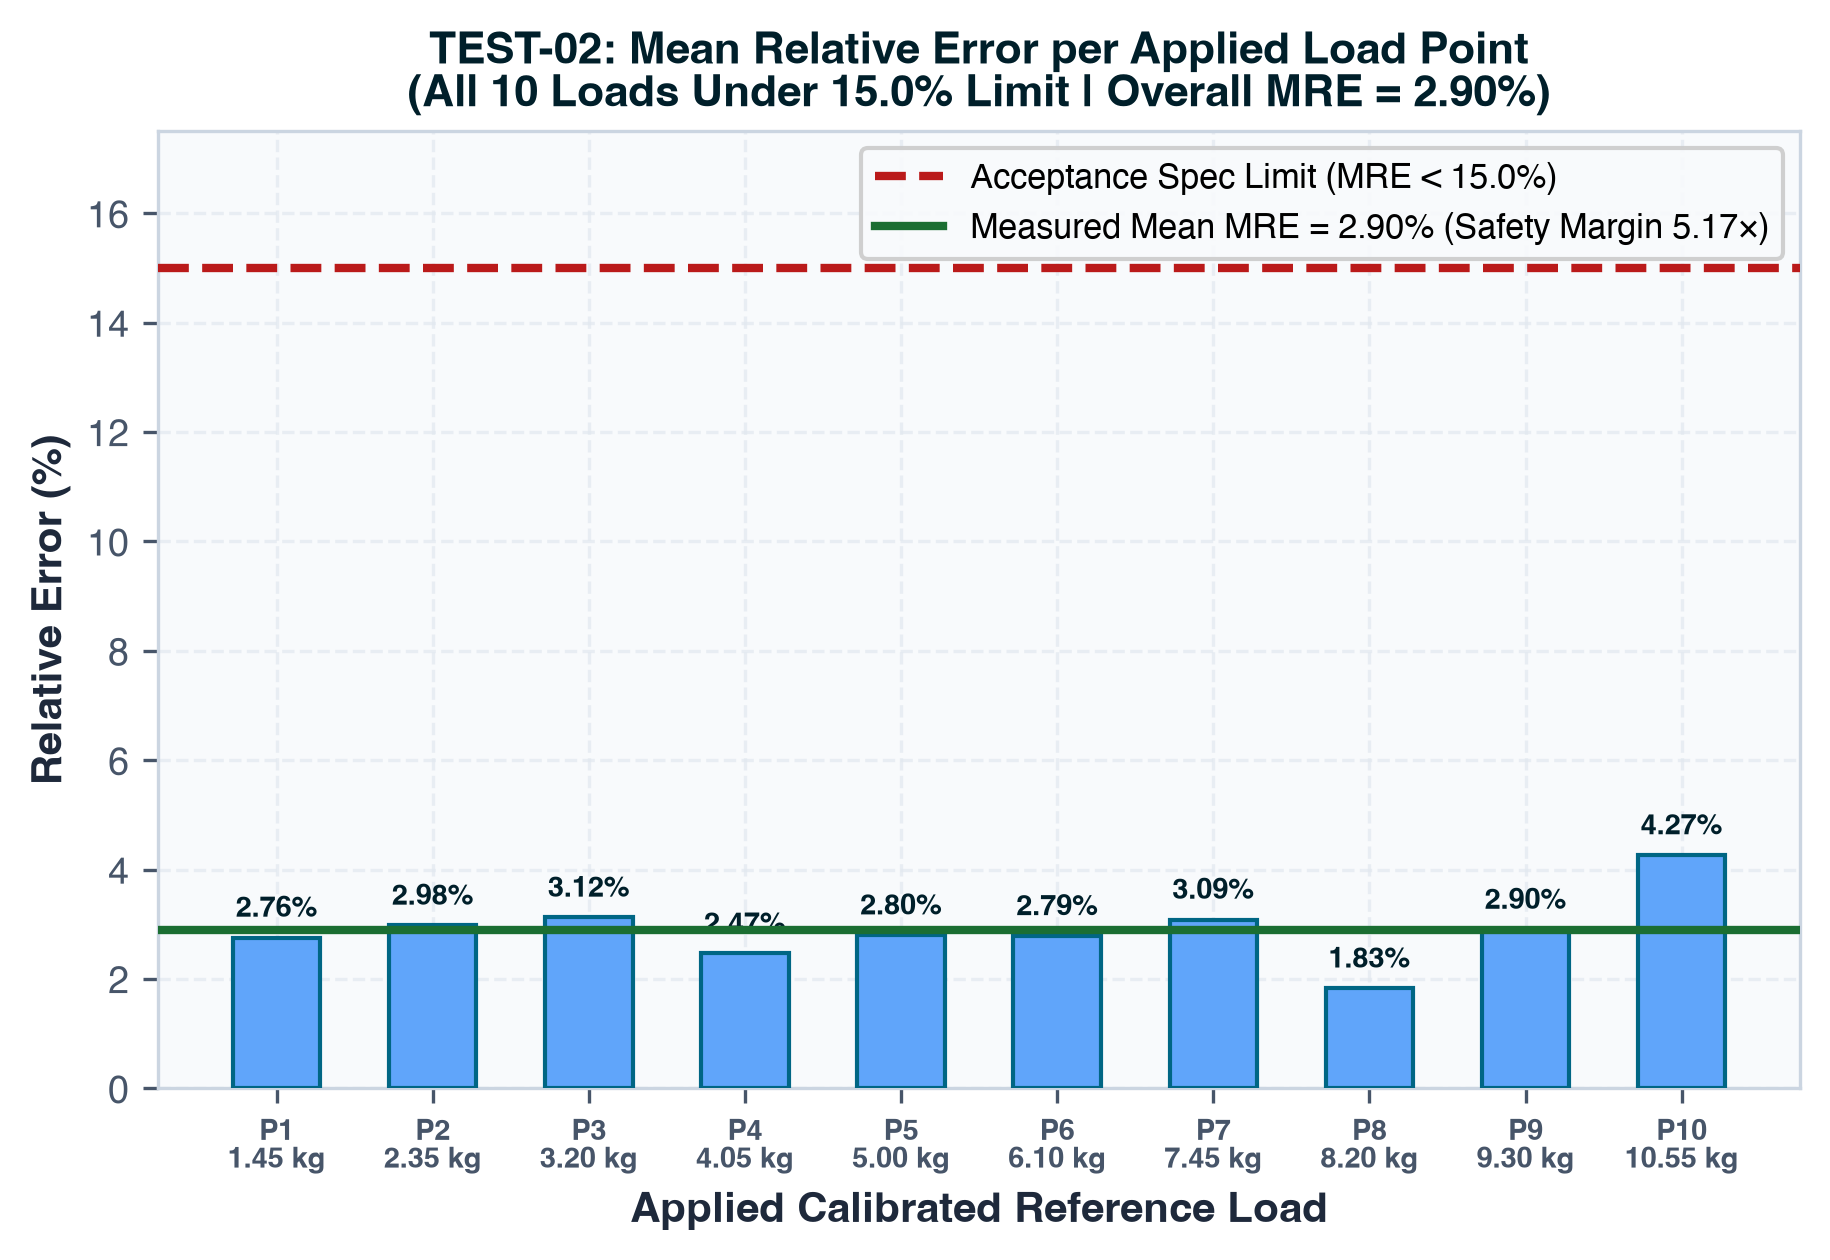 TEST-02: Mean Relative Error per Applied Load Point
(All 10 Loads Under 15.0% Limit | Overall MRE = 2.90%)
Acceptance Spec Limit (MRE < 15.0%)
Measured Mean MRE = 2.90% (Safety Margin 5.17×)
Relative Error (%)
16
14
12
10
8
6
4
2
0
2.76%
2.98%
3.12%
2.47%
2.80%
2.79%
3.09%
1.83%
2.90%
4.27%
P1
1.45 kg
P2
2.35 kg
P3
3.20 kg
P4
4.05 kg
P5
5.00 kg
P6
6.10 kg
P7
7.45 kg
P8
8.20 kg
P9
9.30 kg
P10
10.55 kg
Applied Calibrated Reference Load